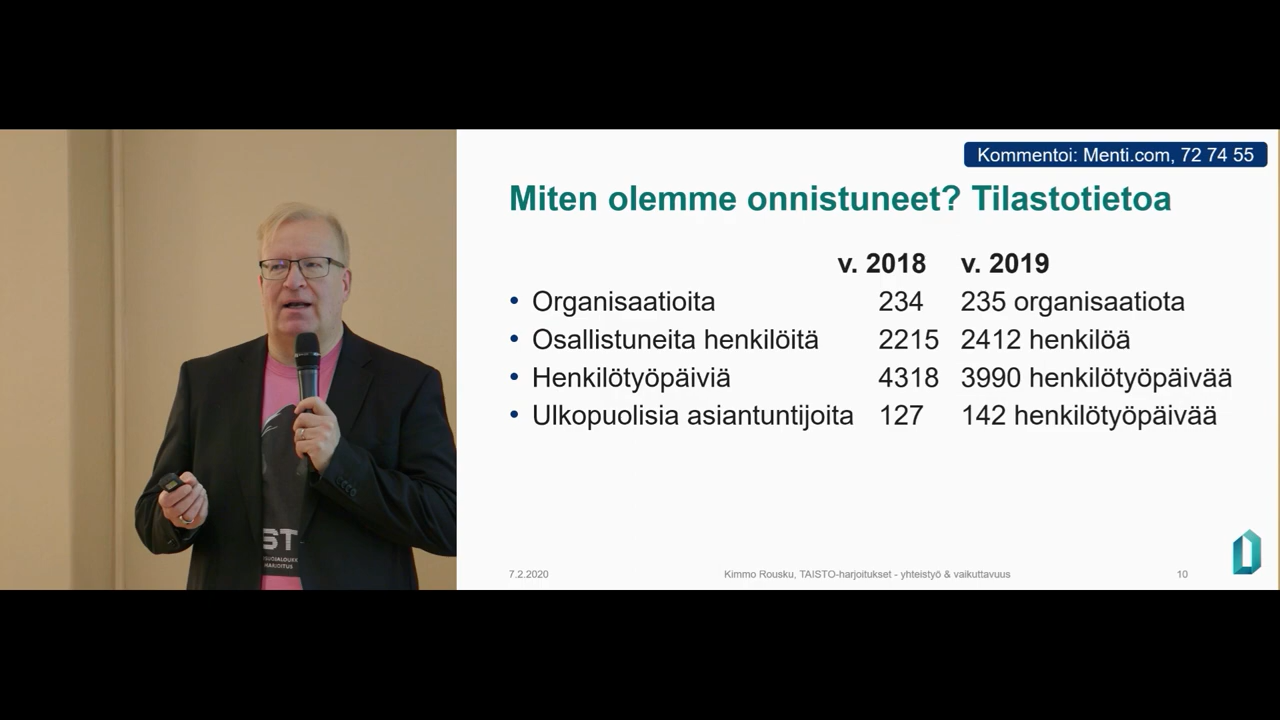 Kommentoi: Menti.com, 72 74 55
Miten olemme onnistuneet? Tilastotietoa
v. 2018 v. 2019
• Organisaatioita 234 235 organisaatiota
• Osallistuneita henkilöitä 2215 2412 henkilöä
• Henkilötyöpäiviä 4318 3990 henkilötyöpäivää
• Ulkopuolisia asiantuntijoita 127 142 henkilötyöpäivää
7.2.2020 Kimmo Rousku, TAISTO-harjoitukset - yhteistyö & vaikuttavuus 10
ST
HARJOITUS